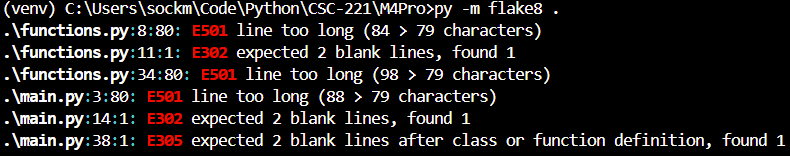 (venv) C:\Users\sockm\Code\Python\CSC-221\M4Pro>py -m flake8 .
.\functions.py:8:80: E501 line too long (84 > 79 characters)
.\functions.py:11:1: E302 expected 2 blank lines, found 1
.\functions.py:34:80: E501 line too long (98 > 79 characters)
.\main.py:3:80: E501 line too long (88 > 79 characters)
.\main.py:14:1: E302 expected 2 blank lines, found 1
.\main.py:38:1: E305 expected 2 blank lines after class or function definition, found 1